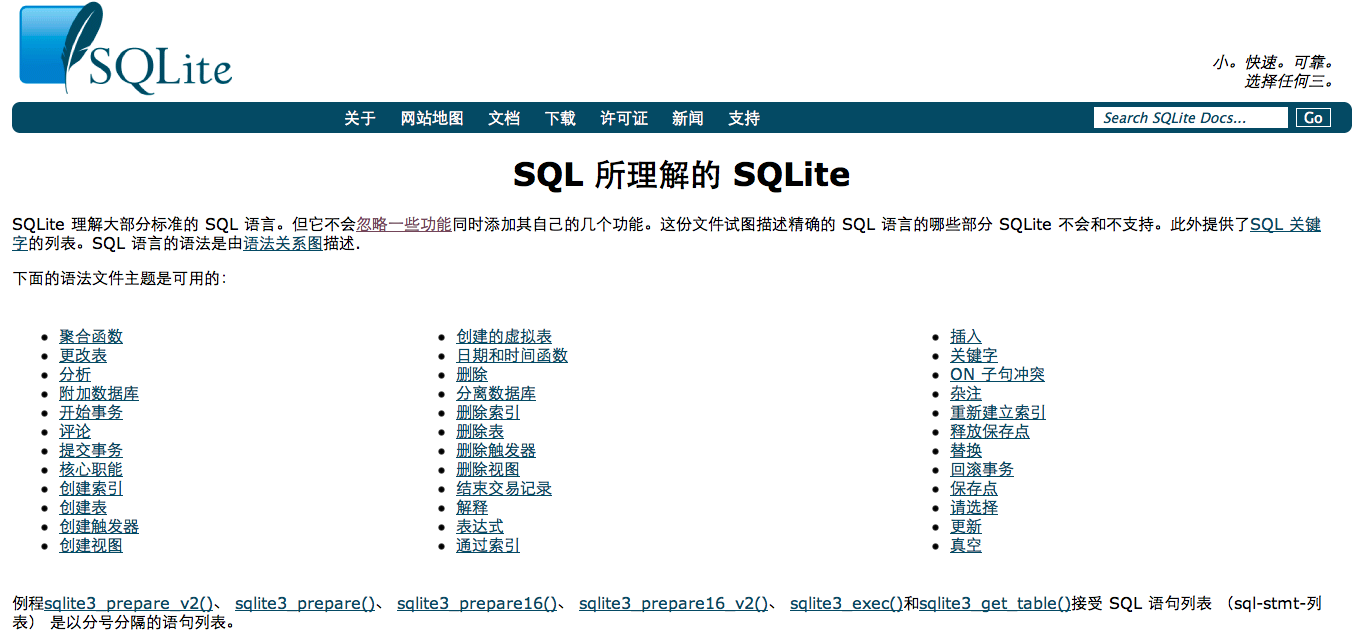 SQLite
小。快速。可靠。
选择任何三。
关于 网站地图 文档 下载 许可证 新闻 支持 Search SQLite Docs... Go
SQL 所理解的 SQLite
SQLite 理解大部分标准的 SQL 语言。但它不会忽略一些功能同时添加其自己的几个功能。这份文件试图描述精确的 SQL 语言的哪些部分 SQLite 不会和不支持。此外提供了SQL 关键
字的列表。SQL 语言的语法是由语法关系图描述.
下面的语法文件主题是可用的:
聚合函数
更改表
分析
附加数据库
开始事务
评论
提交事务
核心职能
创建索引
创建表
创建触发器
创建视图
创建的虚拟表
日期和时间函数
删除
分离数据库
删除索引
删除表
删除触发器
删除视图
结束交易记录
解释
表达式
通过索引
插入
关键字
ON 子句冲突
杂注
重新建立索引
释放保存点
替换
回滚事务
保存点
请选择
更新
真空
例程sqlite3_prepare_v2()、 sqlite3_prepare()、 sqlite3_prepare16()、 sqlite3_prepare16_v2()、 sqlite3_exec()和sqlite3_get_table()接受 SQL 语句列表 （sql-stmt-列
表） 是以分号分隔的语句列表。